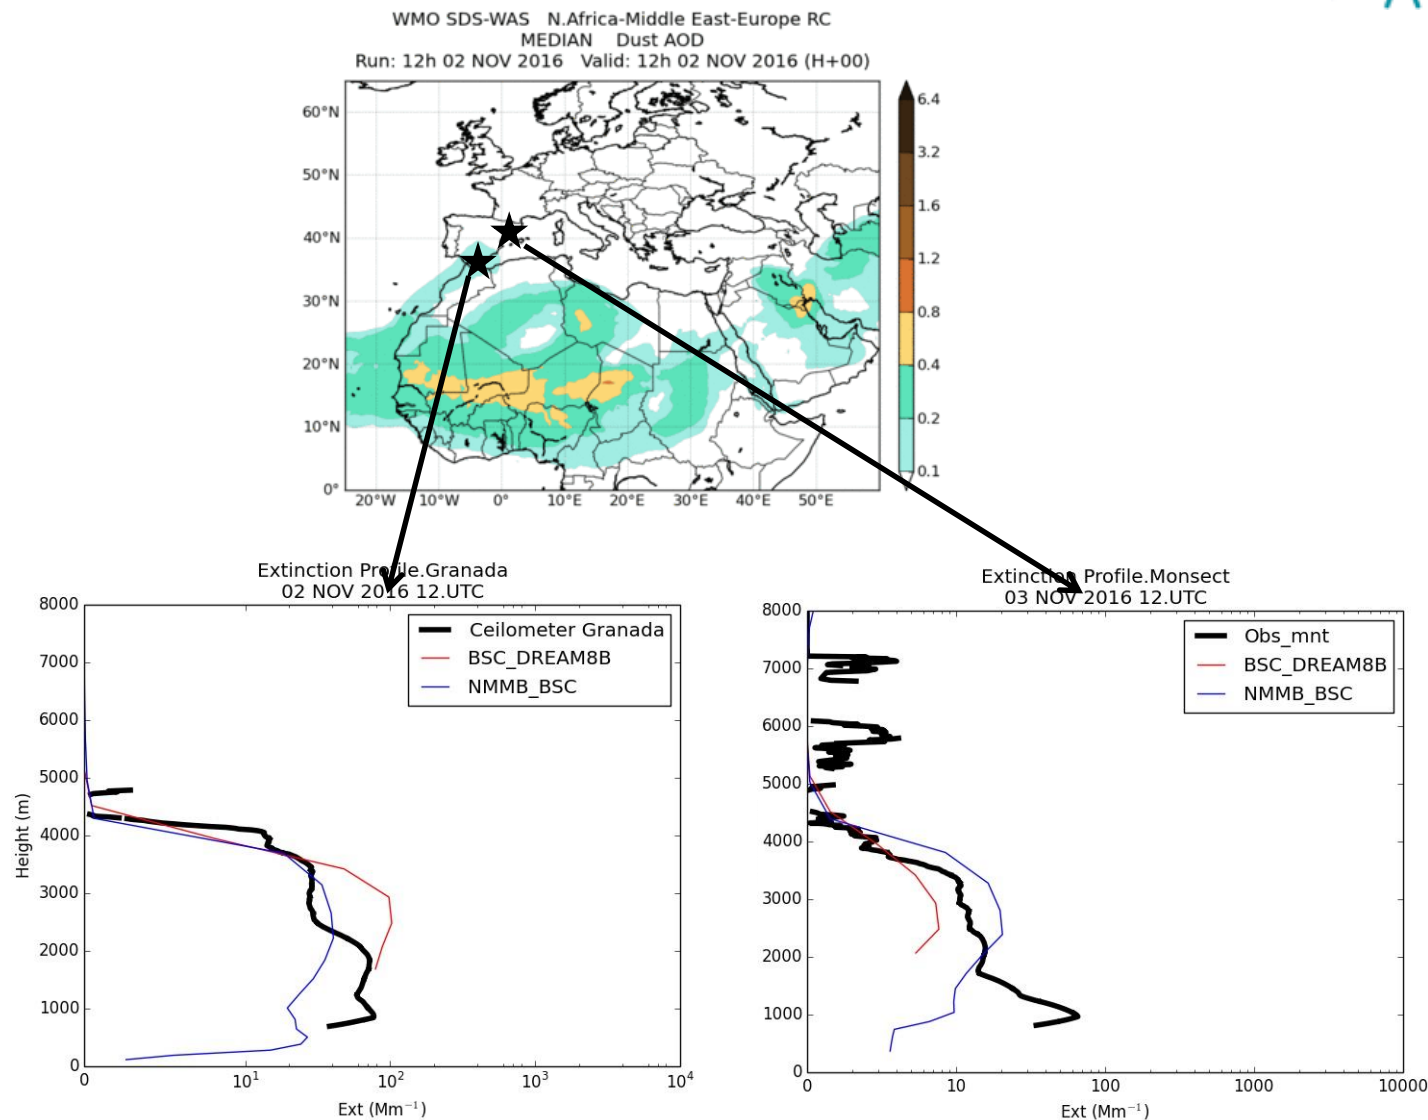 WMO SDS-WAS   N.Africa-Middle East-Europe RC
MEDIAN   Dust AOD
Run: 12h 02 NOV 2016   Valid: 12h 02 NOV 2016 (H+00)
60°N
50°N
40°N
30°N
20°N
10°N
0°
20°W 10°W 0° 10°E 20°E 30°E 40°E 50°E
6.4
3.2
1.6
1.2
0.8
0.4
0.2
0.1
Extinction Profile.Granada
02 NOV 2016 12.UTC
Ceilometer Granada
BSC_DREAM8B
NMMB_BSC
Height (m)
8000
7000
6000
5000
4000
3000
2000
1000
0
0 10¹ 10² 10³ 10⁴
Ext (Mm⁻¹)
Extinction Profile.Monsect
03 NOV 2016 12.UTC
Obs_mnt
BSC_DREAM8B
NMMB_BSC
8000
7000
6000
5000
4000
3000
2000
1000
0
0 10 100 1000 10000
Ext (Mm⁻¹)